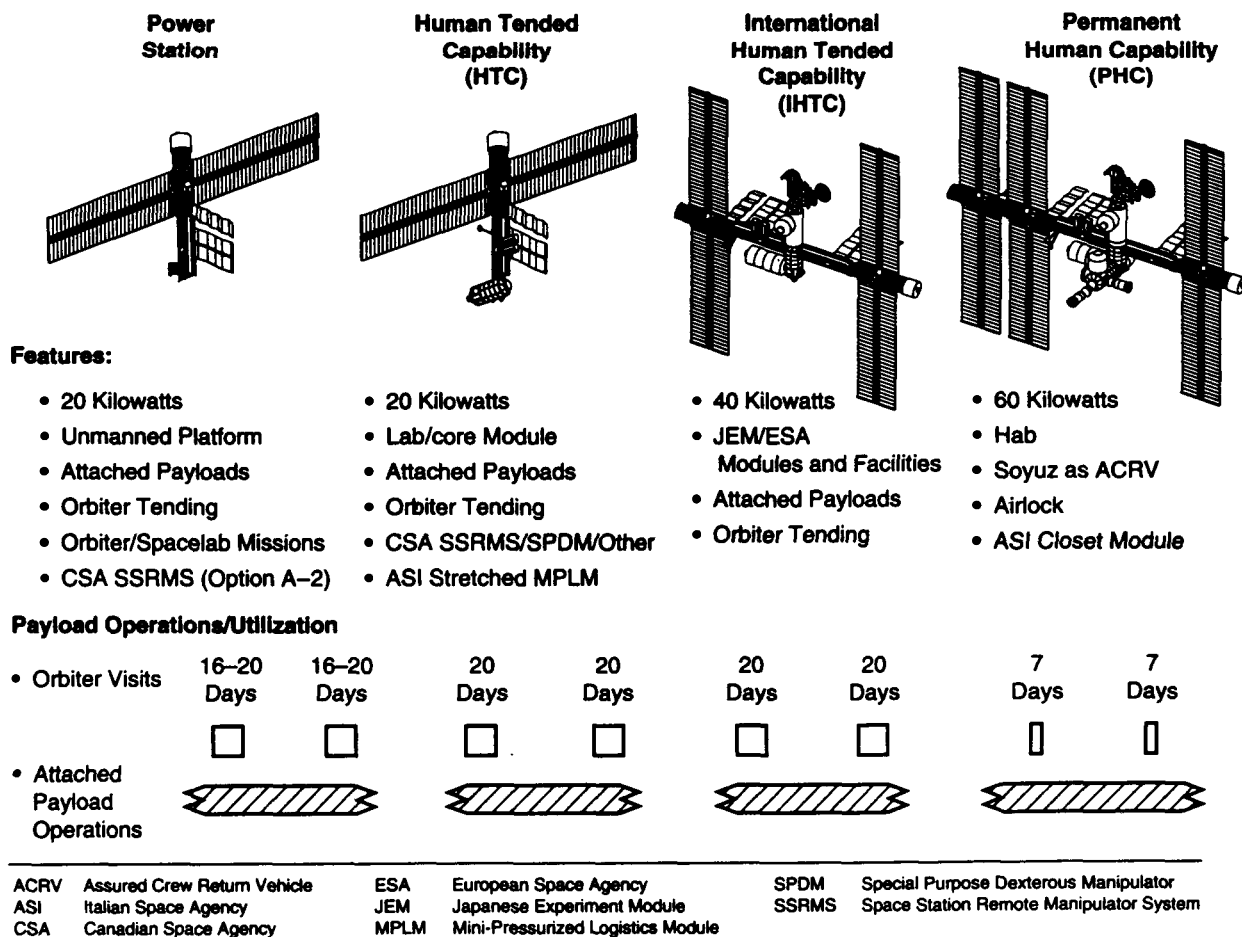 Power
Station
Human Tended
Capability
(HTC)
International
Human Tended
Capability
(IHTC)
Permanent
Human Capability
(PHC)
Features:
• 20 Kilowatts
• Unmanned Platform
• Attached Payloads
• Orbiter Tending
• Orbiter/Spacelab Missions
• CSA SSRMS (Option A–2)
• 20 Kilowatts
• Lab/core Module
• Attached Payloads
• Orbiter Tending
• CSA SSRMS/SPDM/Other
• ASI Stretched MPLM
• 40 Kilowatts
• JEM/ESA
Modules and Facilities
• Attached Payloads
• Orbiter Tending
• 60 Kilowatts
• Hab
• Soyuz as ACRV
• Airlock
• ASI Closet Module
Payload Operations/Utilization
• Orbiter Visits
16–20 16–20 20 20 20 20 7 7
Days Days Days Days Days Days Days Days
• Attached
Payload
Operations
ACRV Assured Crew Return Vehicle
ASI Italian Space Agency
CSA Canadian Space Agency
ESA European Space Agency
JEM Japanese Experiment Module
MPLM Mini-Pressurized Logistics Module
SPDM Special Purpose Dexterous Manipulator
SSRMS Space Station Remote Manipulator System